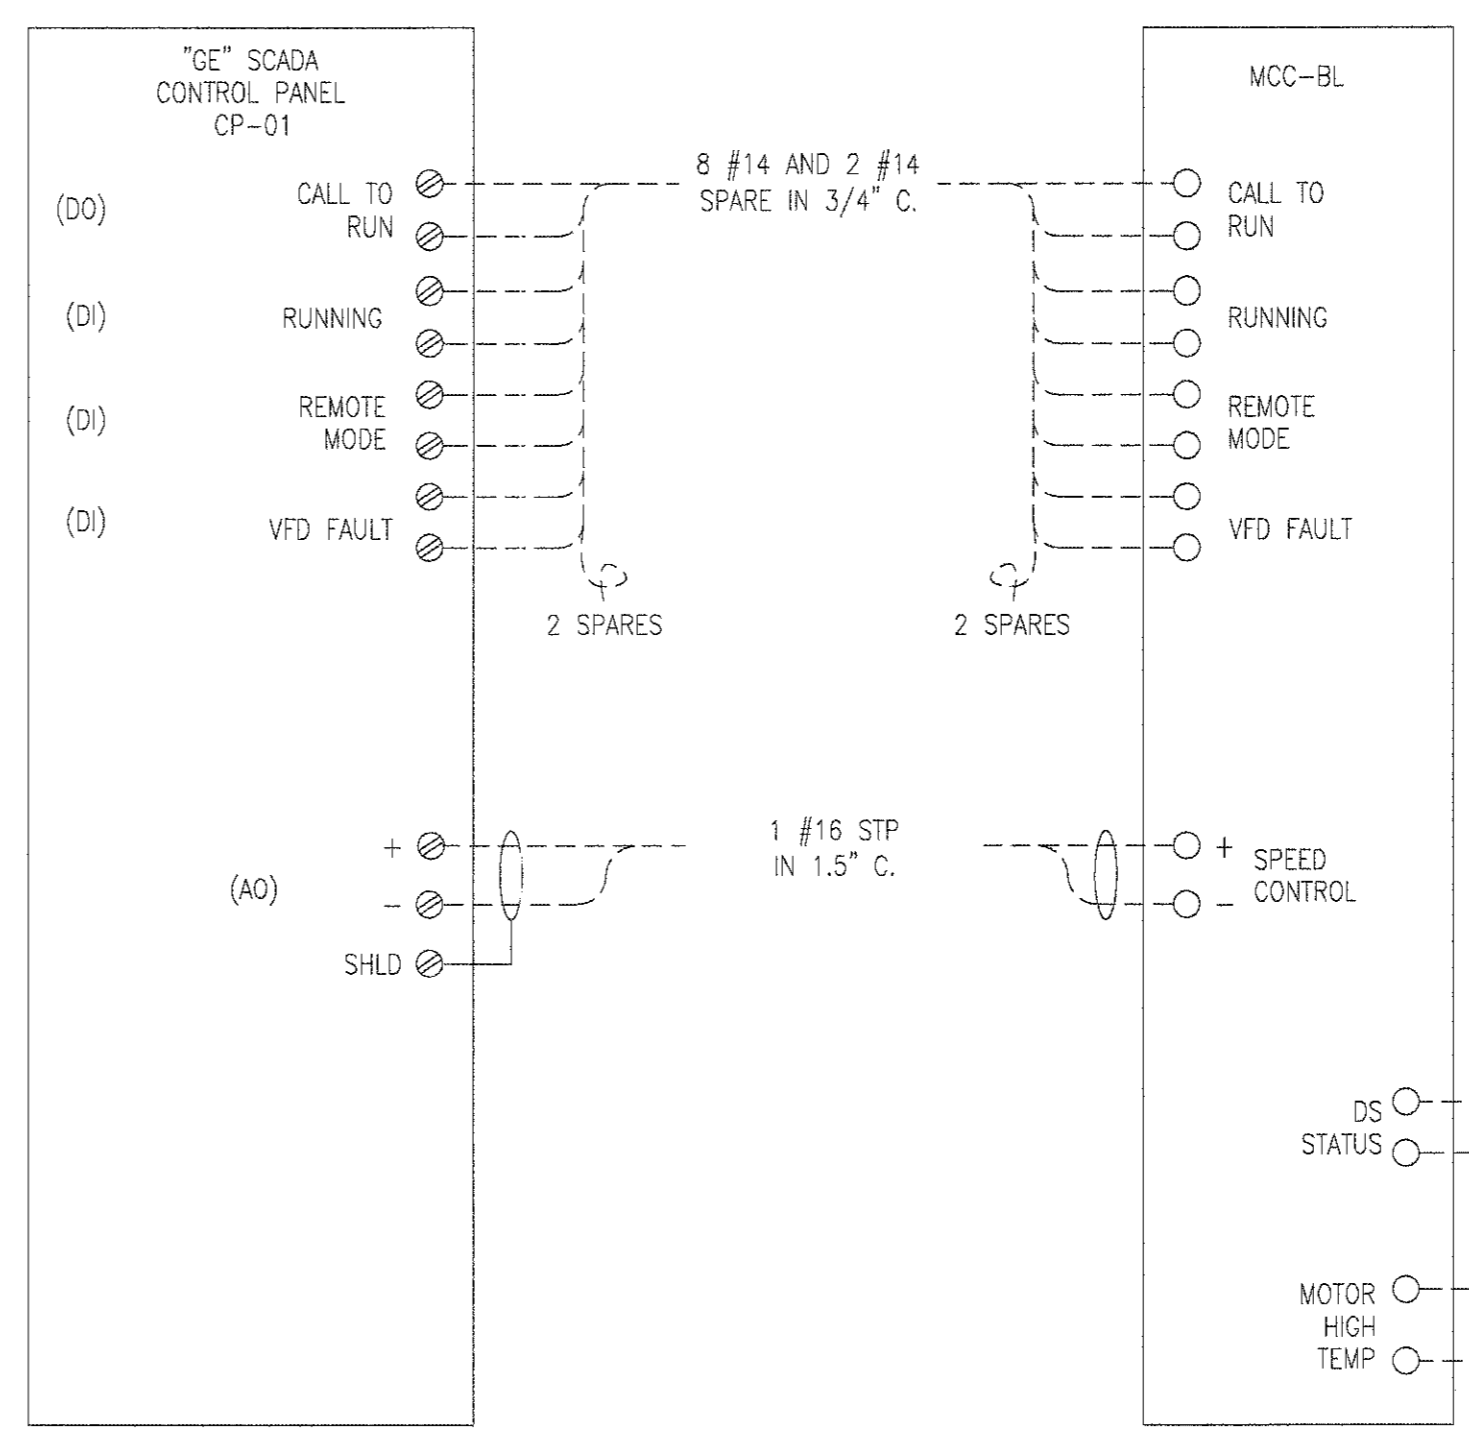 "GE" SCADA
CONTROL PANEL
CP-01
MCC-BL
8 #14 AND 2 #14
SPARE IN 3/4" C.
(DO)
CALL TO
RUN
CALL TO
RUN
(DI)
RUNNING
RUNNING
(DI)
REMOTE
MODE
REMOTE
MODE
(DI)
VFD FAULT
VFD FAULT
2 SPARES
2 SPARES
1 #16 STP
IN 1.5" C.
+
(AO)
-
SHLD
+
-
SPEED
CONTROL
DS
STATUS
MOTOR
HIGH
TEMP